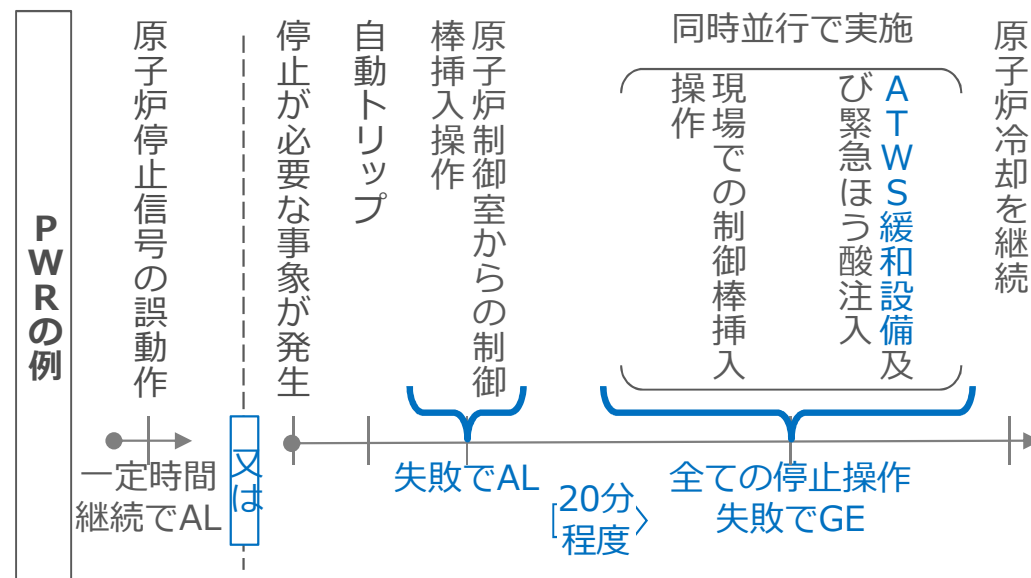 PWRの例
原子炉停止信号の誤動作
一定時間
継続でAL
又は
停止が必要な事象が発生
自動トリップ
原子炉制御室からの制御
棒挿入操作
失敗でAL
[20分
程度〉
同時並行で実施
現場での制御棒挿入
操作
ATWS緩和設備及
び緊急ほう酸注入
全ての停止操作
失敗でGE
原子炉冷却を継続